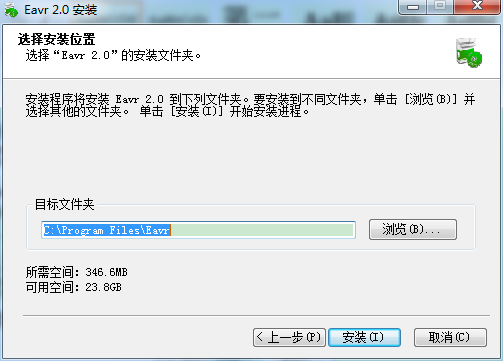 Eavr 2.0 安装
选择安装位置
选择“Eavr 2.0”的安装文件夹。
安装程序将安装 Eavr 2.0 到下列文件夹。要安装到不同文件夹，单击 [浏览(B)] 并
选择其他的文件夹。 单击 [安装(I)] 开始安装进程。
目标文件夹
C:\Program Files\Eavr
浏览(B)...
所需空间: 346.6MB
可用空间: 23.8GB
< 上一步(P)
安装(I)
取消(C)